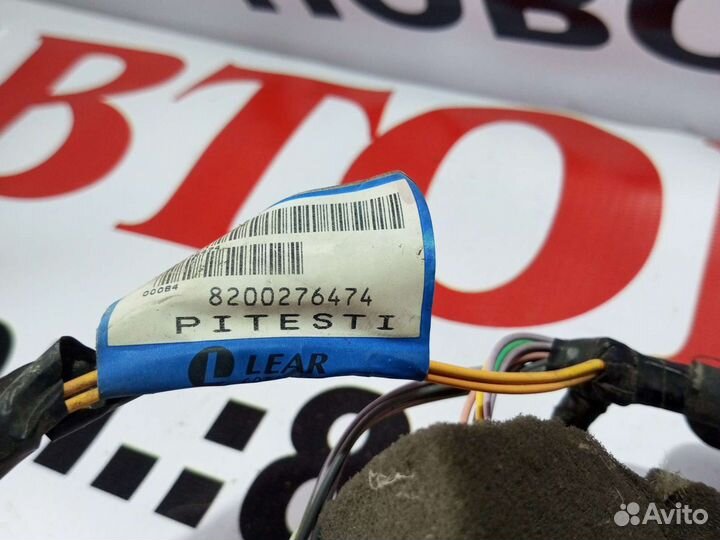 ВТО
00084
8200276474
PITESTI
LEAR
Avito